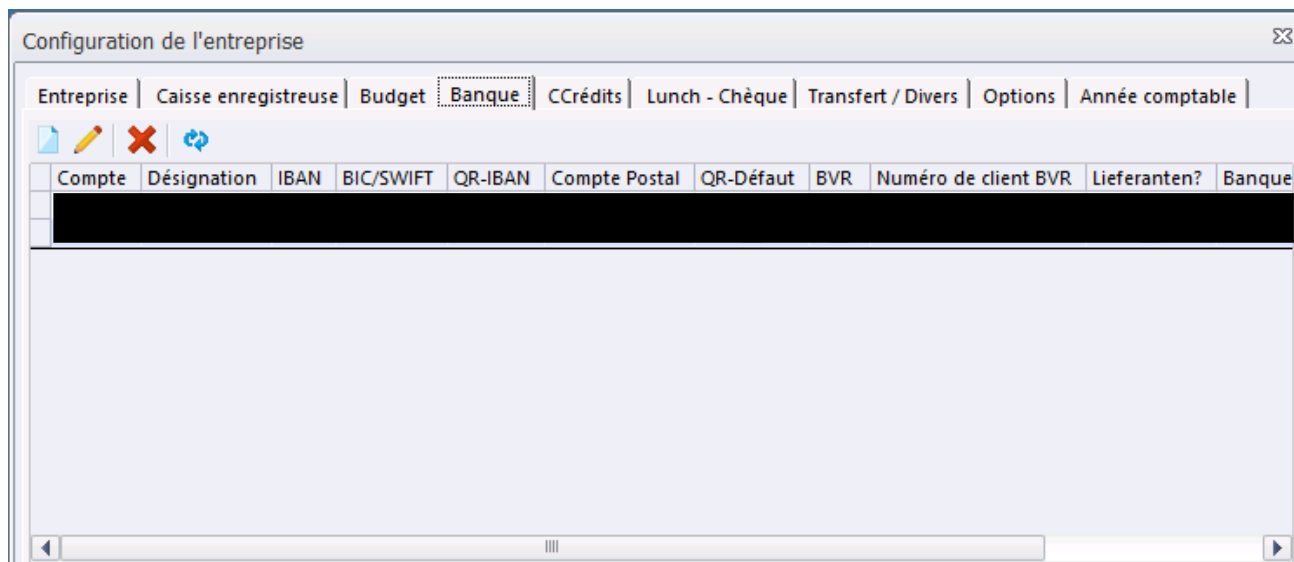 Configuration de l'entreprise
Entreprise Caisse enregistreuse Budget Banque CCrédits Lunch - Chèque Transfert / Divers Options Année comptable
Compte Désignation IBAN BIC/SWIFT QR-IBAN Compte Postal QR-Défaut BVR Numéro de client BVR Lieferanten? Banque